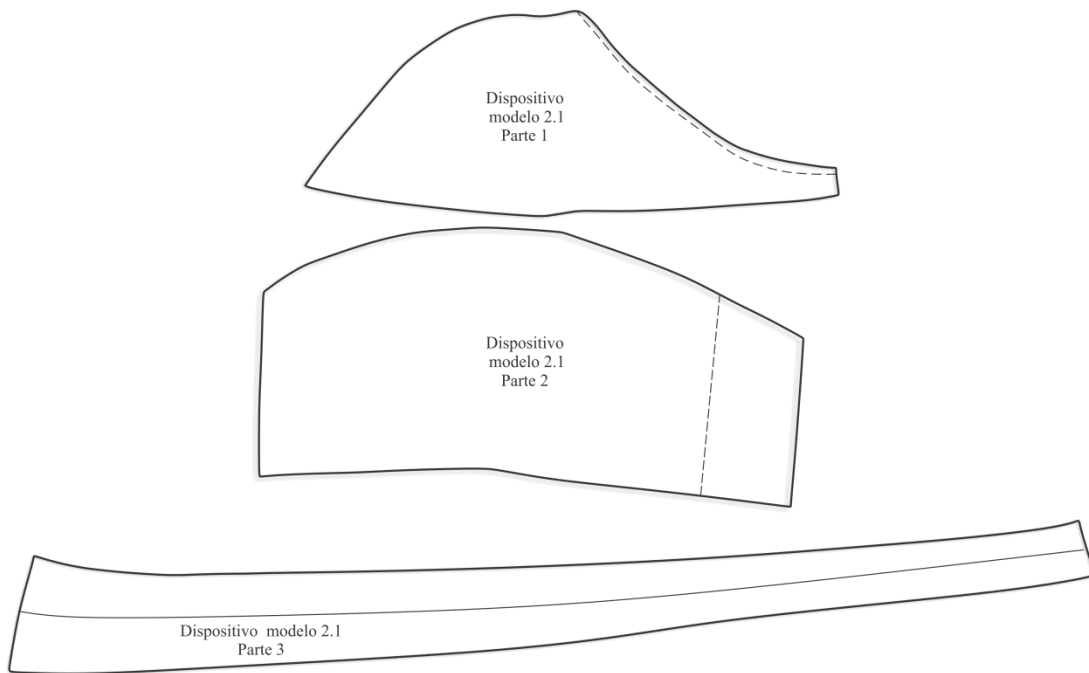 Dispositivo
modelo 2.1
Parte 1
Dispositivo
modelo 2.1
Parte 2
Dispositivo modelo 2.1
Parte 3